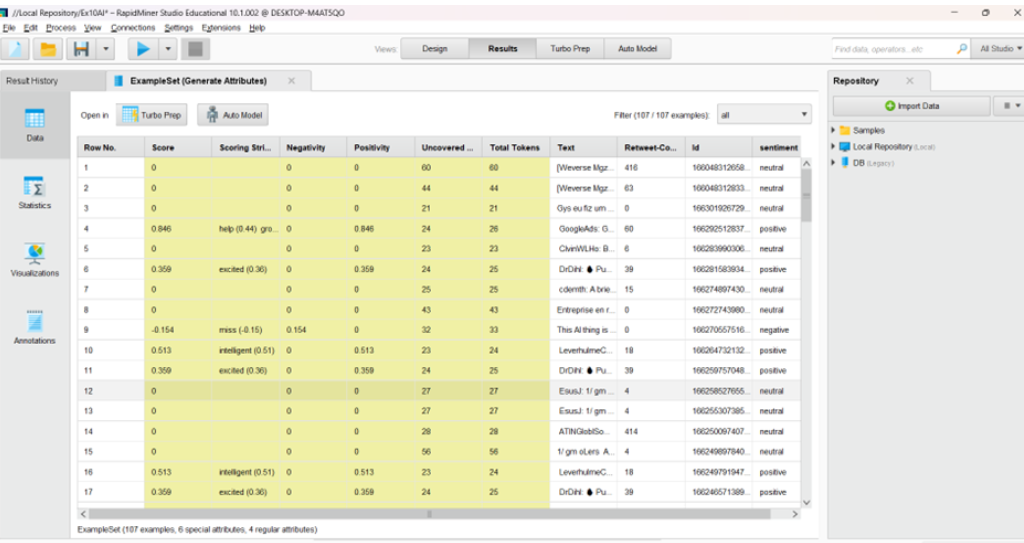 //Local Repository/Ex10AI* – RapidMiner Studio Educational 10.1.002 @ DESKTOP-M4AT5QO
File Edit Process View Connections Settings Extensions Help
Views: Design Results Turbo Prep Auto Model Find data, operators...etc All Studio
Result History ExampleSet (Generate Attributes) Repository
Open in Turbo Prep Auto Model Filter (107 / 107 examples): all Import Data
Data
Statistics
Visualizations
Annotations
Samples
Local Repository (Local)
DB (Legacy)
Row No. Score Scoring Stri... Negativity Positivity Uncovered ... Total Tokens Text Retweet-Co... Id sentiment
1 0 0 0 60 60 [Weverse Mgz... 416 166048312658... neutral
2 0 0 0 44 44 [Weverse Mgz... 63 166048312833... neutral
3 0 0 0 21 21 Gys eu fiz um ... 0 166301926729... neutral
4 0.846 help (0.44) gro... 0 0.846 24 26 GoogleAds: G... 60 166292512837... positive
5 0 0 0 23 23 ClvinWLHo: B... 6 166283990306... neutral
6 0.359 excited (0.36) 0 0.359 24 25 DrDihl: Pu... 39 166281583934... positive
7 0 0 0 25 25 cdernth: A brie... 15 166274897430... neutral
8 0 0 0 43 43 Entreprise en r... 0 166272743980... neutral
9 -0.154 miss (-0.15) 0.154 0 32 33 This AI thing is ... 0 166270557516... negative
10 0.513 intelligent (0.51) 0 0.513 23 24 LeverhulmeC... 18 166264732132... positive
11 0.359 excited (0.36) 0 0.359 24 25 DrDihl: Pu... 39 166259757048... positive
12 0 0 0 27 27 EsusJ: 1/ gm ... 4 166258527655... neutral
13 0 0 0 27 27 EsusJ: 1/ gm ... 4 166255307385... neutral
14 0 0 0 28 28 ATINGloblSo... 414 166250097407... neutral
15 0 0 0 56 56 1/ gm oLers A... 4 166249897840... neutral
16 0.513 intelligent (0.51) 0 0.513 23 24 LeverhulmeC... 18 166249791947... positive
17 0.359 excited (0.36) 0 0.359 24 25 DrDihl: Pu... 39 166246571389... positive
ExampleSet (107 examples, 6 special attributes, 4 regular attributes)